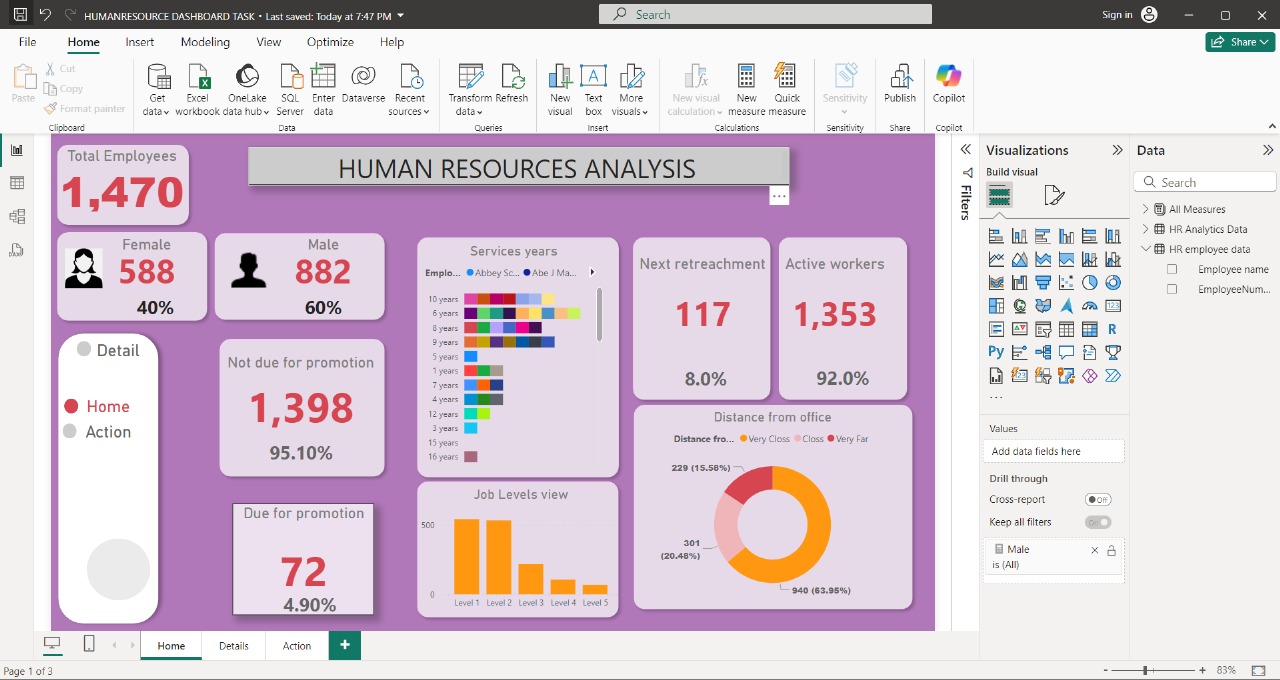 HUMANRESOURCE DASHBOARD TASK • Last saved: Today at 7:47 PM
Search
Sign in
File Home Insert Modeling View Optimize Help
Share
Paste
Cut
Copy
Format painter
Clipboard
Get data
Excel workbook
OneLake data hub
SQL Server
Enter data
Dataverse
Recent sources
Data
Transform data
Refresh
Queries
New visual
Text box
More visuals
Insert
New visual calculation
New measure
Quick measure
Calculations
Sensitivity
Sensitivity
Publish
Share
Copilot
Copilot
HUMAN RESOURCES ANALYSIS
...
Total Employees
1,470
Female
588
40%
Male
882
60%
Detail
Home
Action
Not due for promotion
1,398
95.10%
Due for promotion
72
4.90%
Services years
Emplo... Abbey Sc... Abe J Ma...
10 years
6 years
8 years
9 years
5 years
1 years
7 years
4 years
12 years
3 years
15 years
16 years
Job Levels view
500
0
Level 1 Level 2 Level 3 Level 4 Level 5
Next retreachment
117
8.0%
Active workers
1,353
92.0%
Distance from office
Distance fro... Very Closs Closs Very Far
229 (15.58%)
301
(20.48%)
940 (63.95%)
Filters
Visualizations
Build visual
123
R
Py
123
...
Values
Add data fields here
Drill through
Cross-report
Off
Keep all filters
On
Male
is (All)
Data
Search
All Measures
HR Analytics Data
HR employee data
Employee name
EmployeeNum...
Home Details Action +
Page 1 of 3
- + 83%